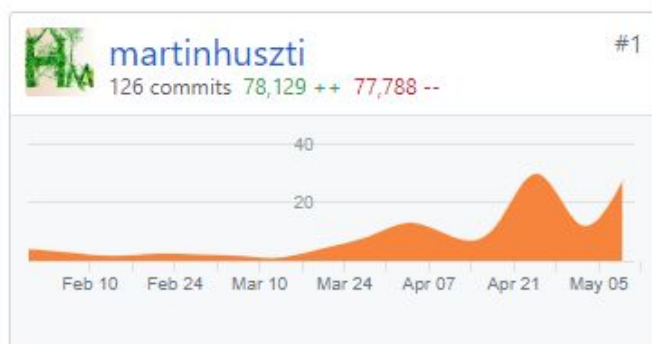 martinhuszti
#1
126 commits 78,129 ++ 77,788 --
40
20
Feb 10 Feb 24 Mar 10 Mar 24 Apr 07 Apr 21 May 05